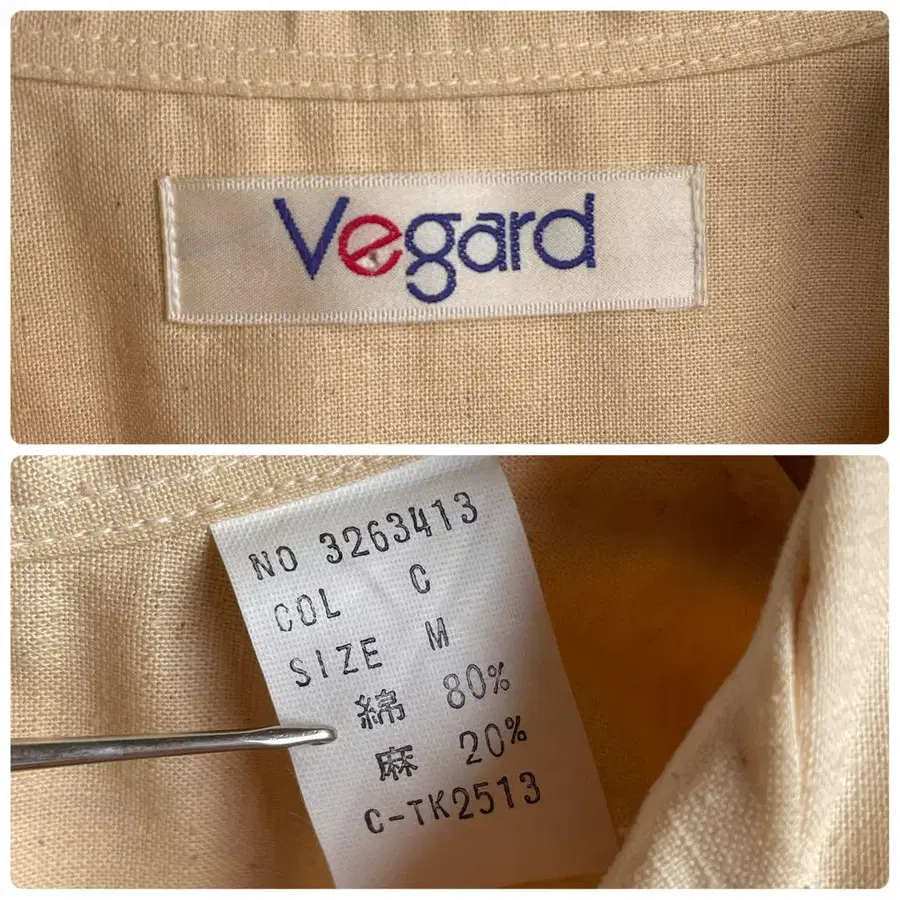 Vegard
NO 3263413
COL C
SIZE M
綿 80%
麻 20%
C-TK2513